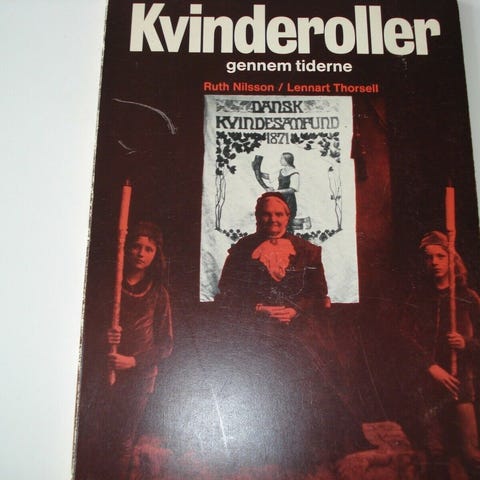 Kvinderoller
gennem tiderne
Ruth Nilsson / Lennart Thorsell
DANSK
KVINDESAMFUND
1871